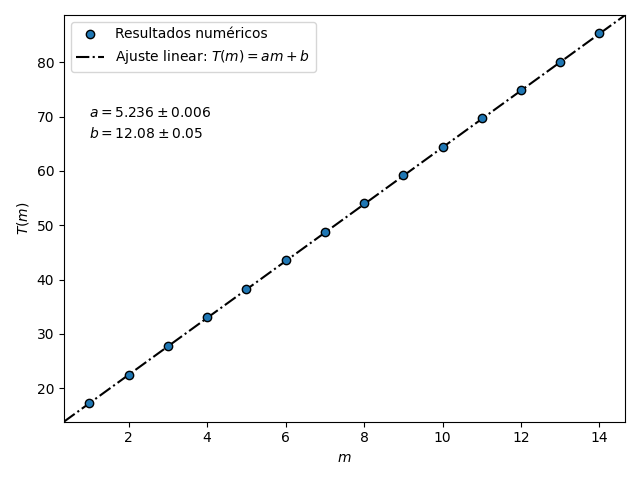 Resultados numéricos
Ajuste linear: T(m) = am + b
a = 5.236 ± 0.006
b = 12.08 ± 0.05
80
70
60
50
40
30
20
T(m)
2 4 6 8 10 12 14
m